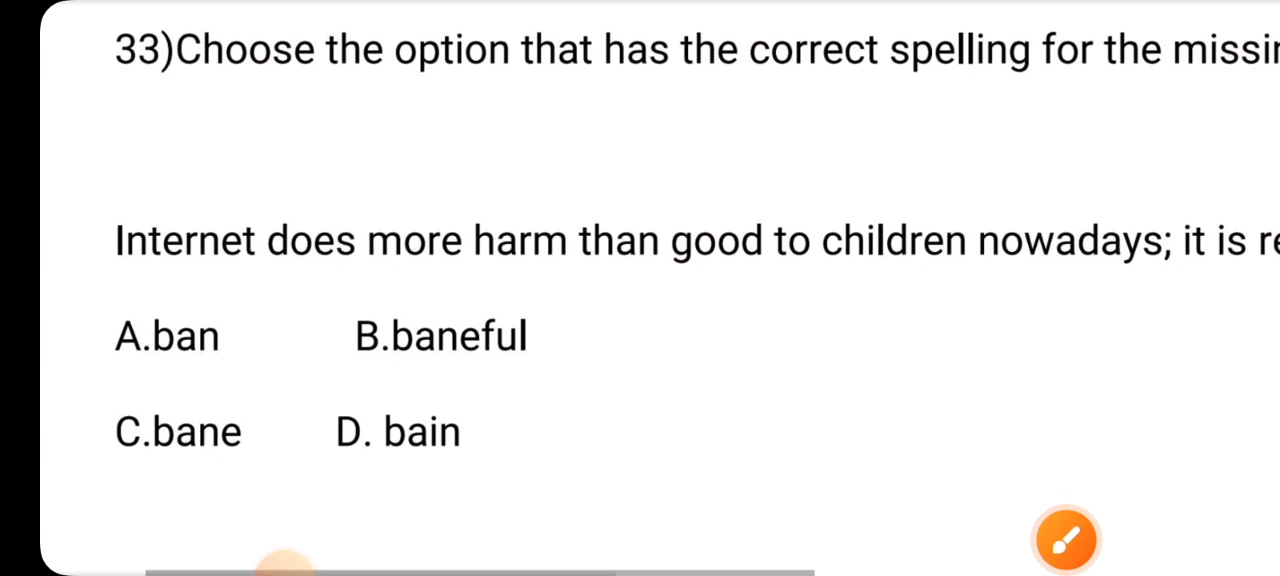 33)Choose the option that has the correct spelling for the
Internet does more harm than good to children nowadays; it is
A.ban B.baneful
C.bane D. bain